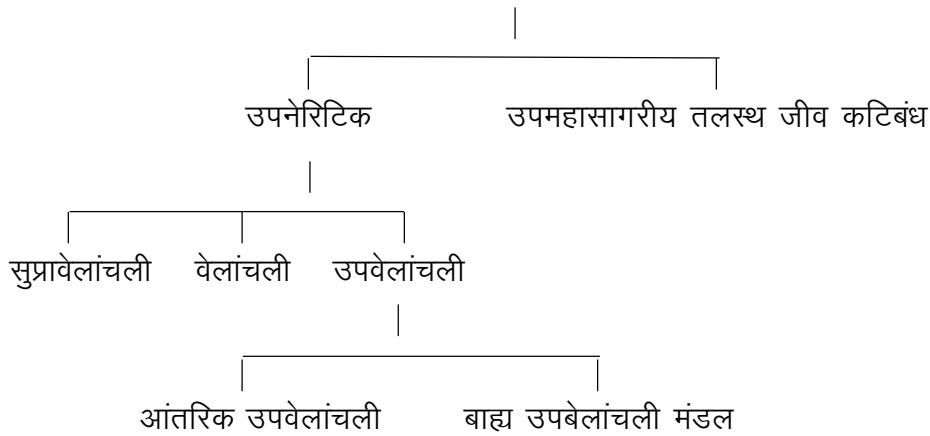 उपनेरिटिक उपमहासागरीय तलस्थ जीव कटिबंध
सुप्रावेलांचली वेलांचली उपवेलांचली
आंतरिक उपवेलांचली बाह्य उपबेलांचली मंडल